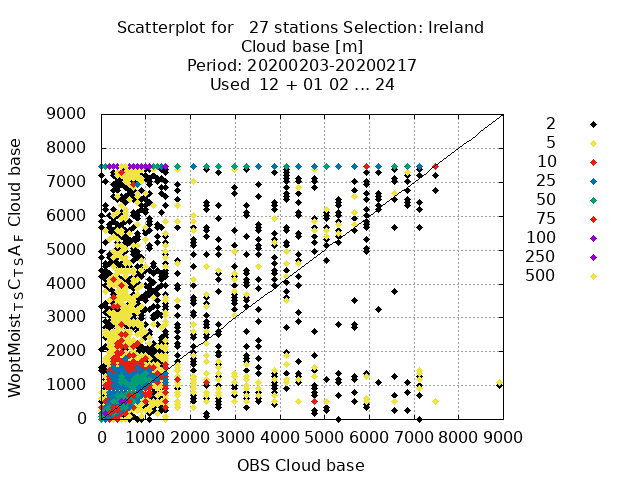 Scatterplot for   27 stations Selection: Ireland
Cloud base [m]
Period: 20200203-20200217
Used  12 + 01 02 ... 24
WoptMoist_T_SC_T_SA_F Cloud base
9000
8000
7000
6000
5000
4000
3000
2000
1000
0
0 1000 2000 3000 4000 5000 6000 7000 8000 9000
OBS Cloud base
2
5
10
25
50
75
100
250
500